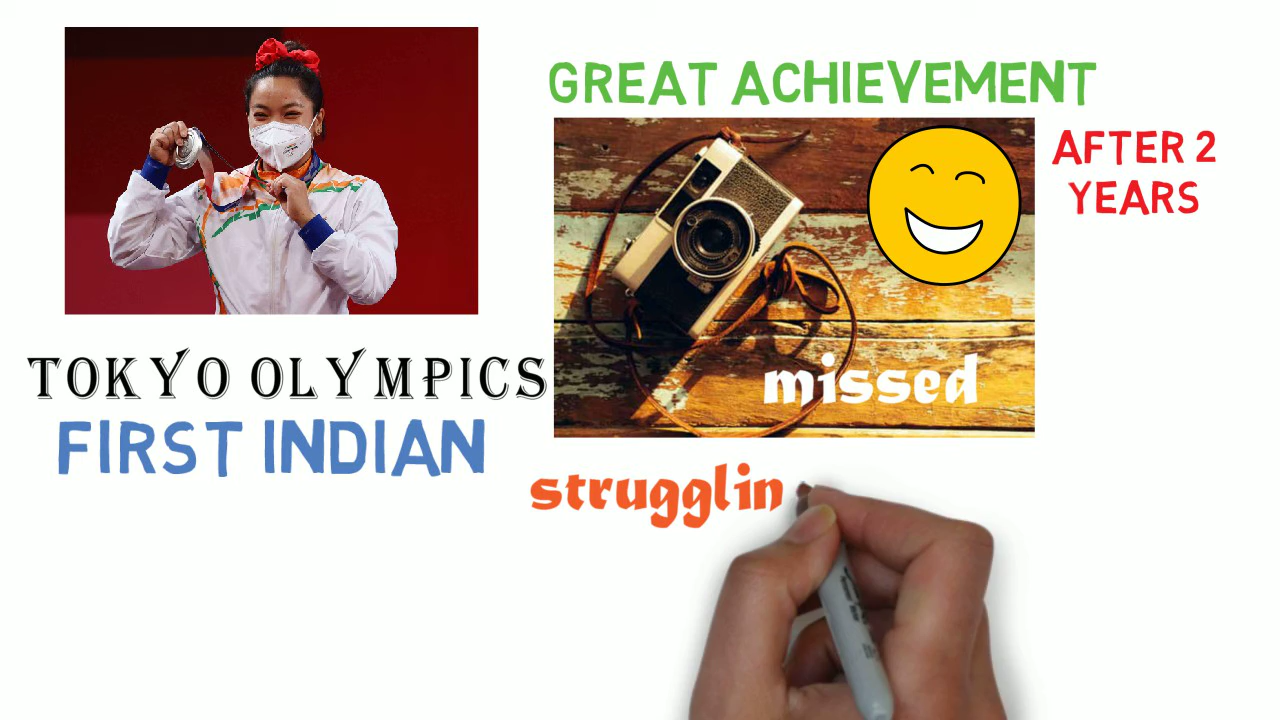 GREAT ACHIEVEMENT
AFTER 2
YEARS
missed
TOKYO OLYMPICS
FIRST INDIAN
strugglin